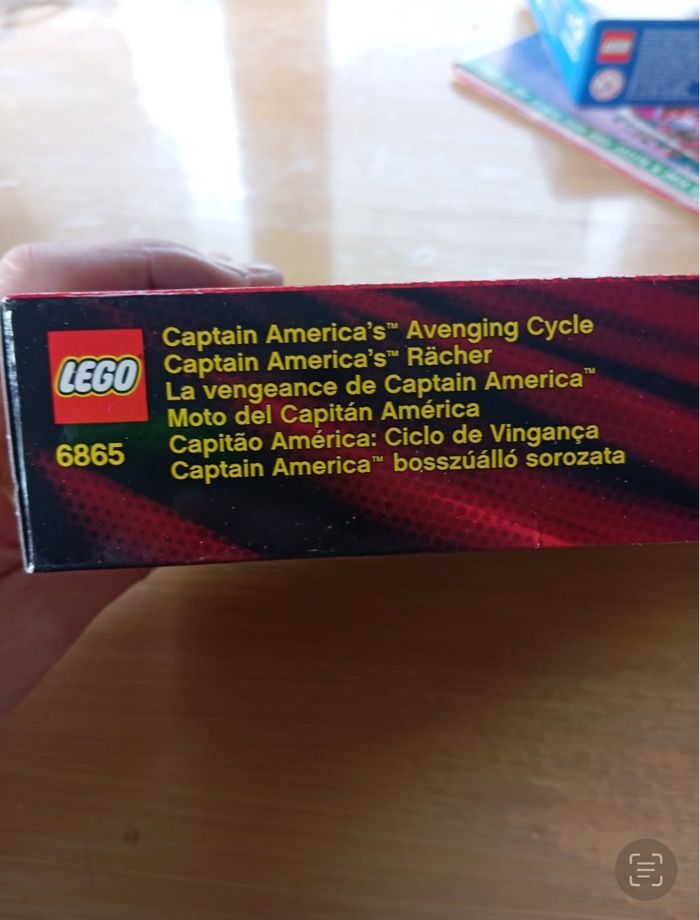 LEGO
LEGO
6865
Captain America's™ Avenging Cycle
Captain America's™ Rächer
La vengeance de Captain America™
Moto del Capitán América
Capitão América: Ciclo de Vingança
Captain America™ bosszúálló sorozata